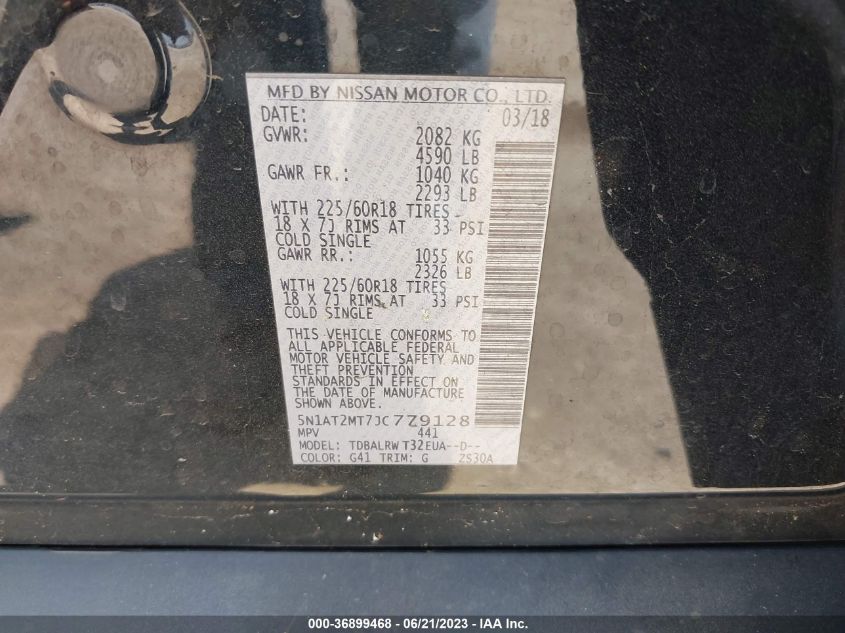 MFD BY NISSAN MOTOR CO., LTD.
DATE: 03/18
GVWR: 2082 KG
4590 LB
GAWR FR.: 1040 KG
2293 LB
WITH 225/60R18 TIRES
18 X 7J RIMS AT 33 PSI
COLD SINGLE
GAWR RR.: 1055 KG
2326 LB
WITH 225/60R18 TIRES
18 X 7J RIMS AT 33 PSI
COLD SINGLE
THIS VEHICLE CONFORMS TO
ALL APPLICABLE FEDERAL
MOTOR VEHICLE SAFETY AND
THEFT PREVENTION
STANDARDS IN EFFECT ON
THE DATE OF MANUFACTURE
SHOWN ABOVE.
5N1AT2MT7JC779128
MPV 441
MODEL: TDBALRW T32EUA--D--
COLOR: G41 TRIM: G ZS30A
000-36899468 - 06/21/2023 - IAA Inc.